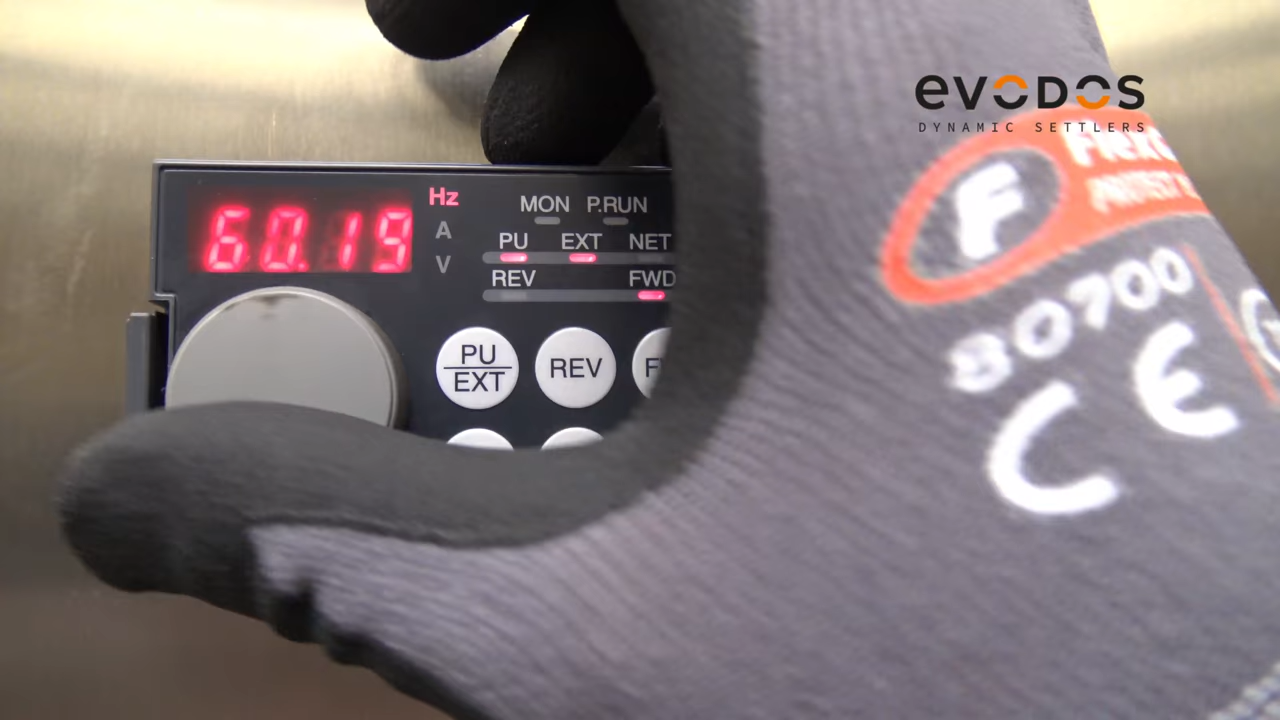 evodos
DYNAMIC SETTLERS
60.19
Hz
A
V
MON P.RUN
PU EXT NET
REV FWD
PU
EXT
REV
F
80700
CE